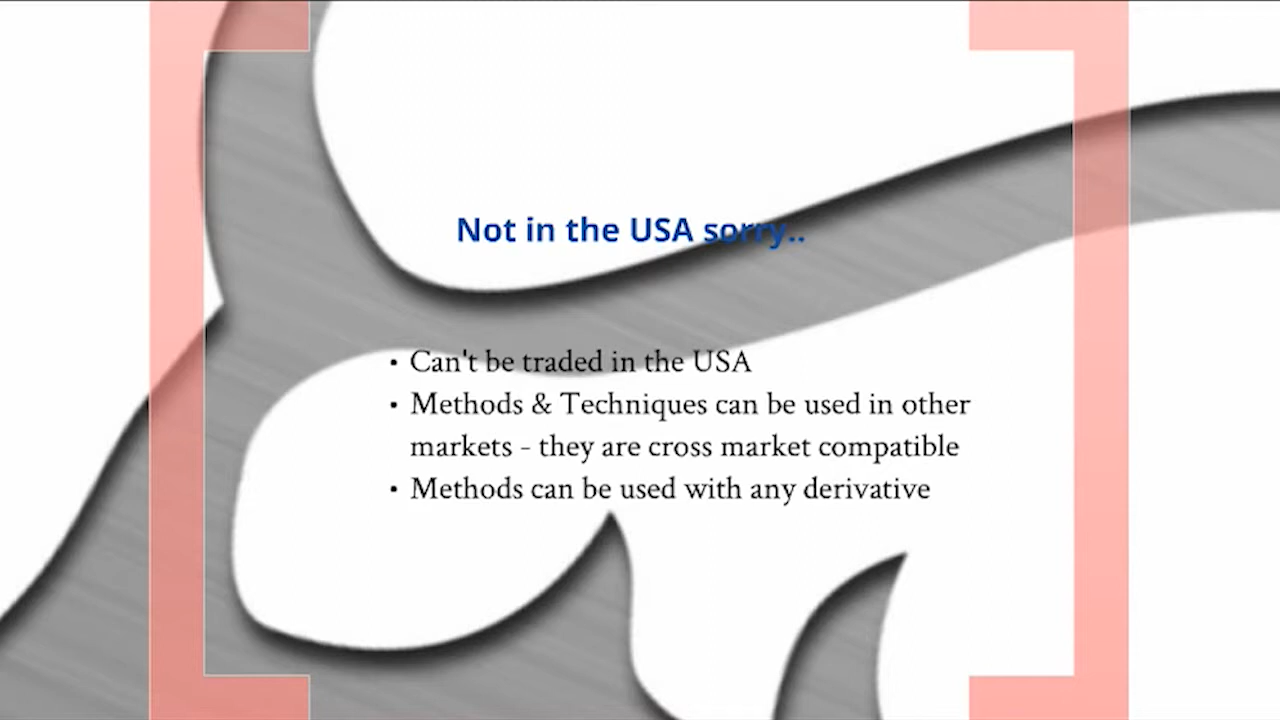 Not in the USA sorry..
• Can't be traded in the USA
• Methods & Techniques can be used in other
markets - they are cross market compatible
• Methods can be used with any derivative